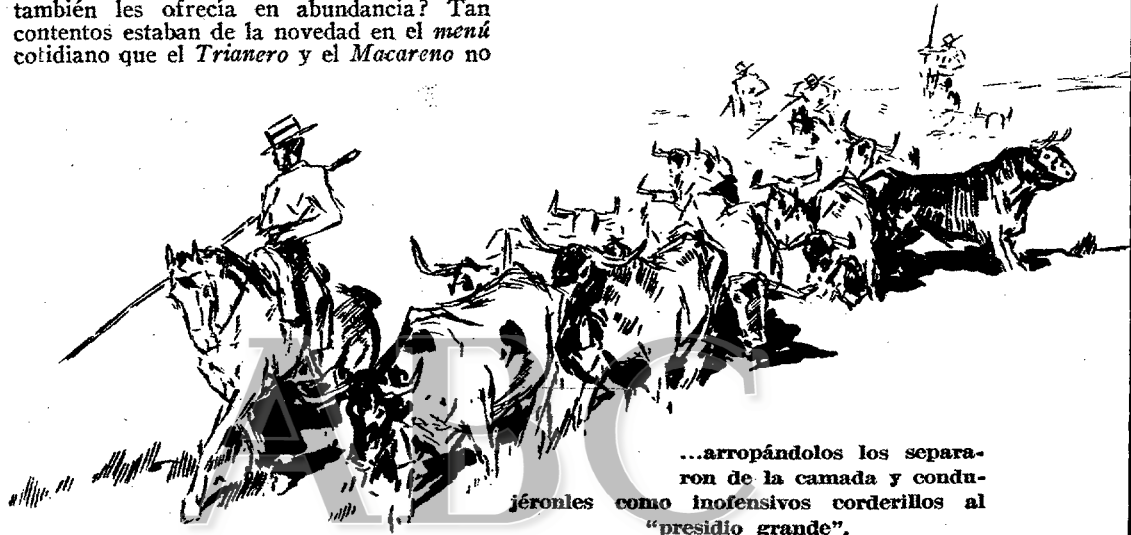 también les ofrecía en abundancia? Tan
contentos estaban de la novedad en el menú
cotidiano que el Trianero y el Macareno no
ABC
...arropándolos los separa-
ron de la camada y condu-
jéronles como inofensivos corderillos al
"presidio grande".